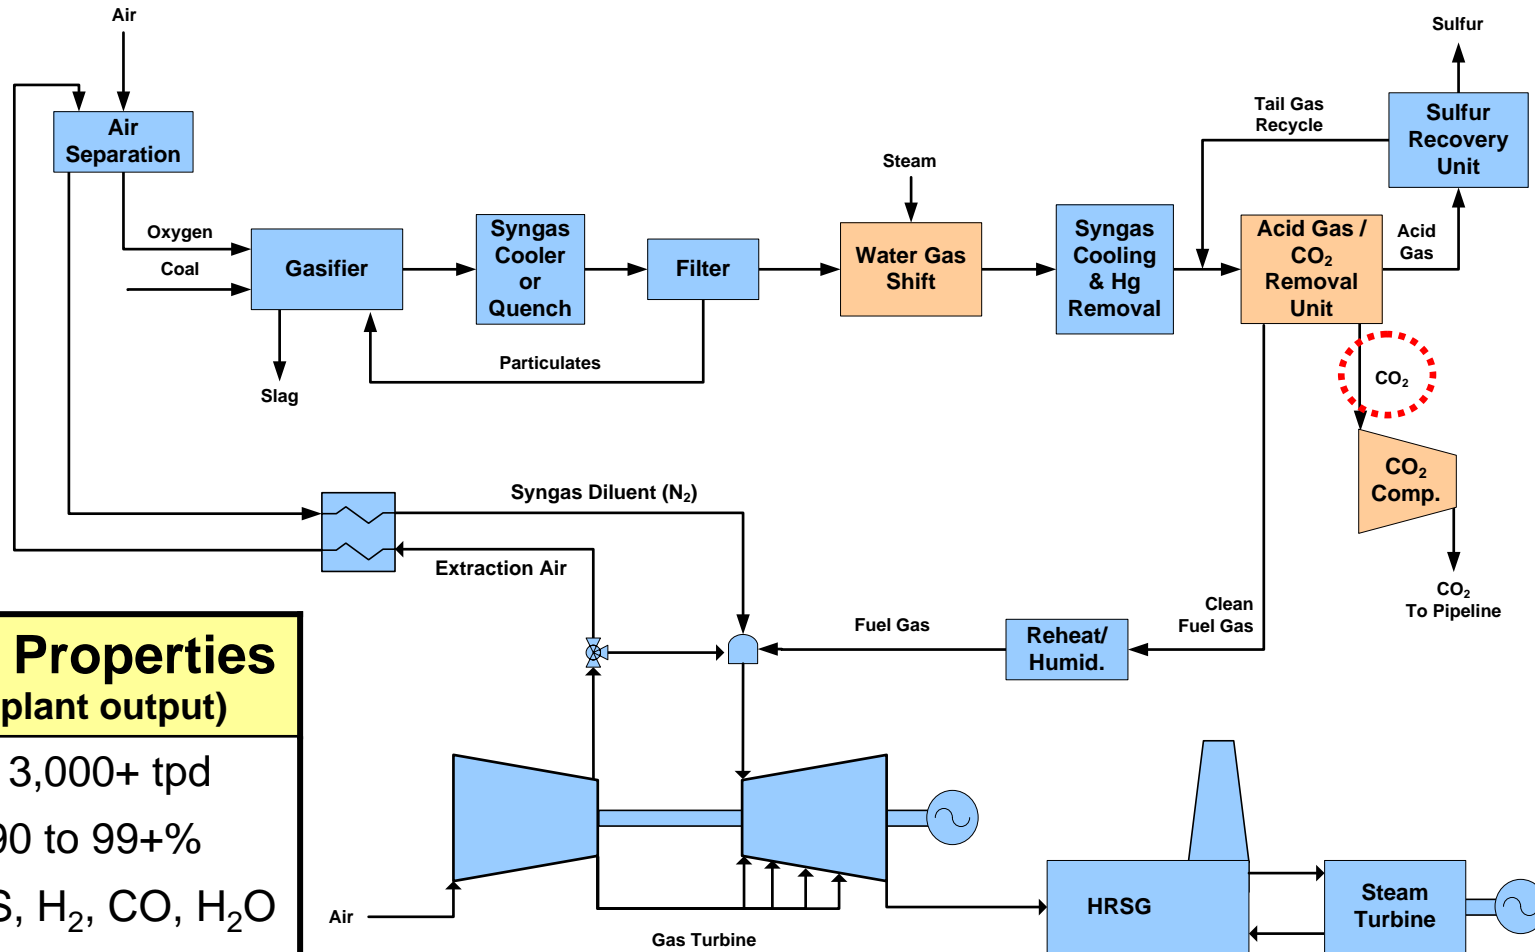 Air
Sulfur
Air
Separation
Tail Gas
Recycle
Sulfur
Recovery
Unit
Steam
Oxygen
Coal
Gasifier
Syngas
Cooler
or
Quench
Filter
Water Gas
Shift
Syngas
Cooling
& Hg
Removal
Acid Gas /
CO₂
Removal
Unit
Acid
Gas
Particulates
Slag
CO₂
CO₂
Comp.
CO₂
To Pipeline
Syngas Diluent (N₂)
Extraction Air
Fuel Gas
Reheat/
Humid.
Clean
Fuel Gas
Properties
plant output)
3,000+ tpd
90 to 99+%
S, H₂, CO, H₂O
Air
Gas Turbine
HRSG
Steam
Turbine